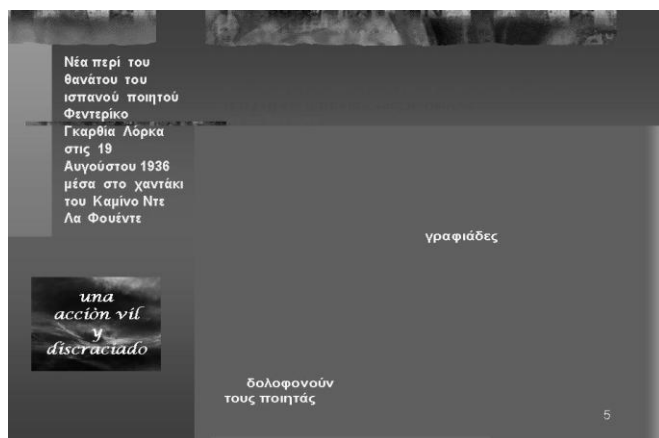 Νέα περί του
θανάτου του
ισπανού ποιητού
Φεντερίκο
Γκαρθία Λόρκα
στις 19
Αυγούστου 1936
μέσα στο χαντάκι
του Καμίνο Ντε
Λα Φουέντε
γραφιάδες
una
acciòn vil
y
discraciado
δολοφονούν
τους ποιητάς
5